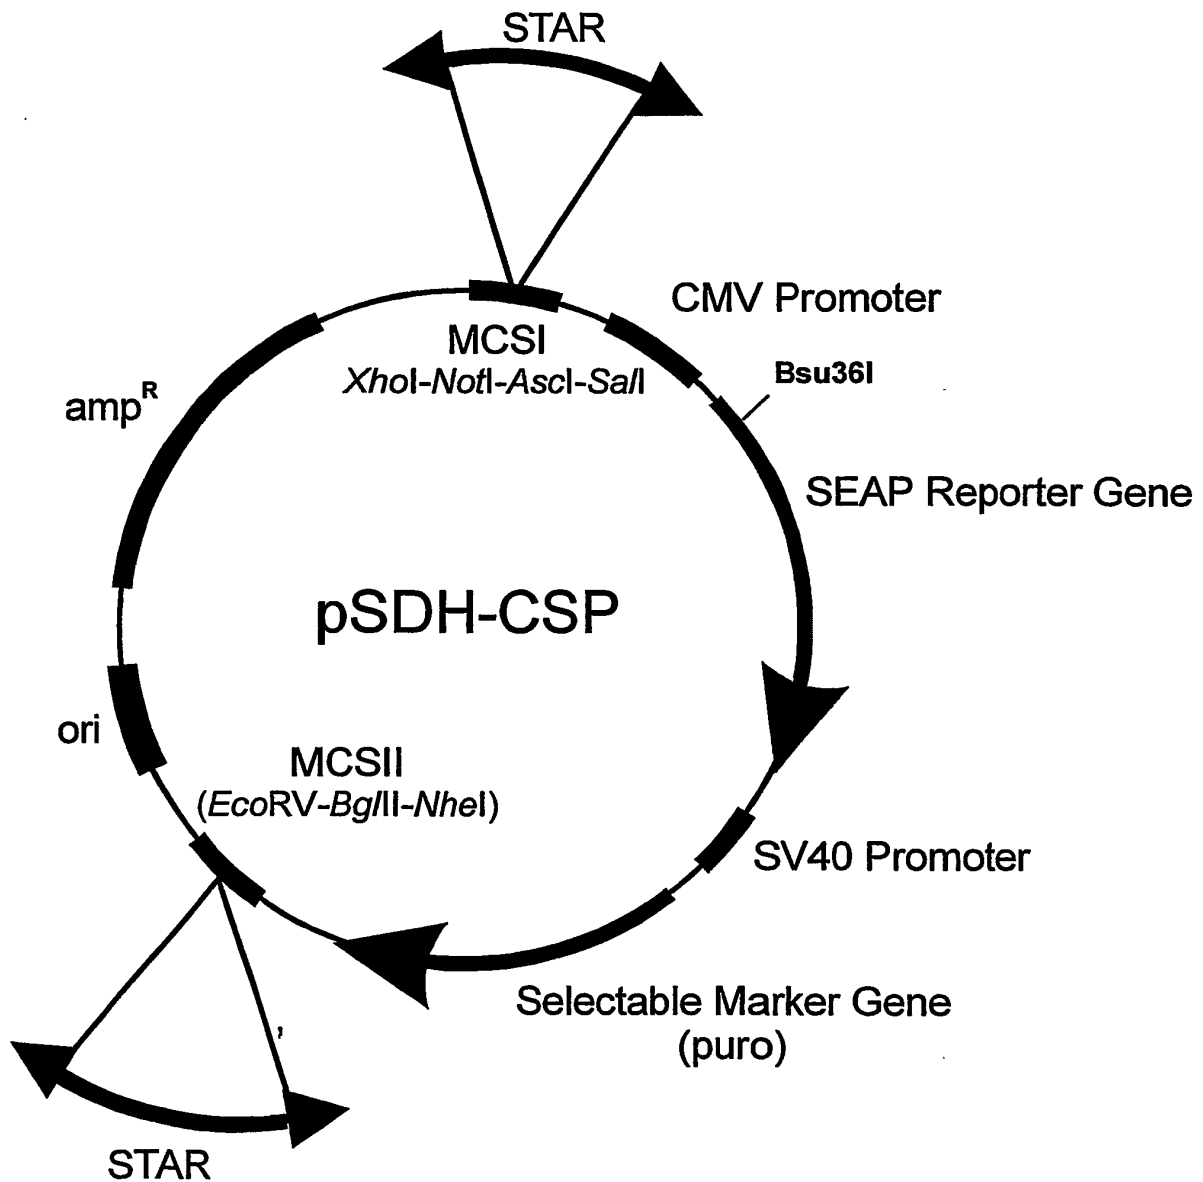 STAR
CMV Promoter
MCSI
XhoI-NotI-AscI-SalI
Bsu36I
amp^R
SEAP Reporter Gene
pSDH-CSP
ori
MCSII
(EcoRV-BglII-NheI)
SV40 Promoter
Selectable Marker Gene
(puro)
STAR